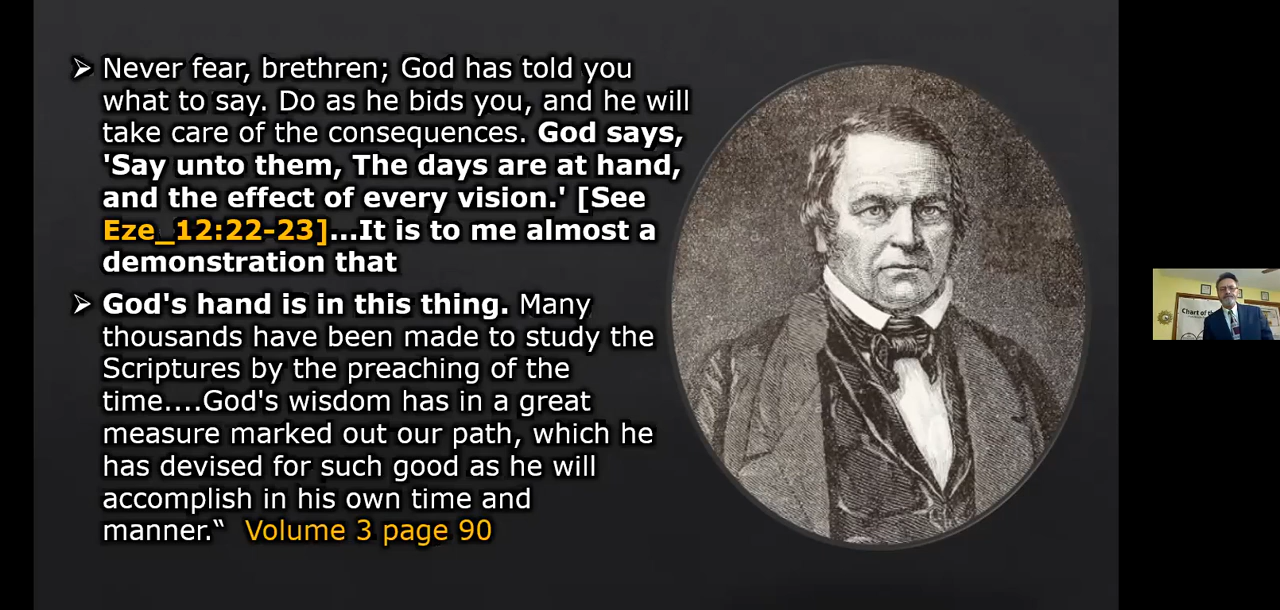 ➢ Never fear, brethren; God has told you
what to say. Do as he bids you, and he will
take care of the consequences. God says,
'Say unto them, The days are at hand,
and the effect of every vision.' [See
Eze_12:22-23]...It is to me almost a
demonstration that
➢ God's hand is in this thing. Many
thousands have been made to study the
Scriptures by the preaching of the
time....God's wisdom has in a great
measure marked out our path, which he
has devised for such good as he will
accomplish in his own time and
manner.“ Volume 3 page 90
Chart of the